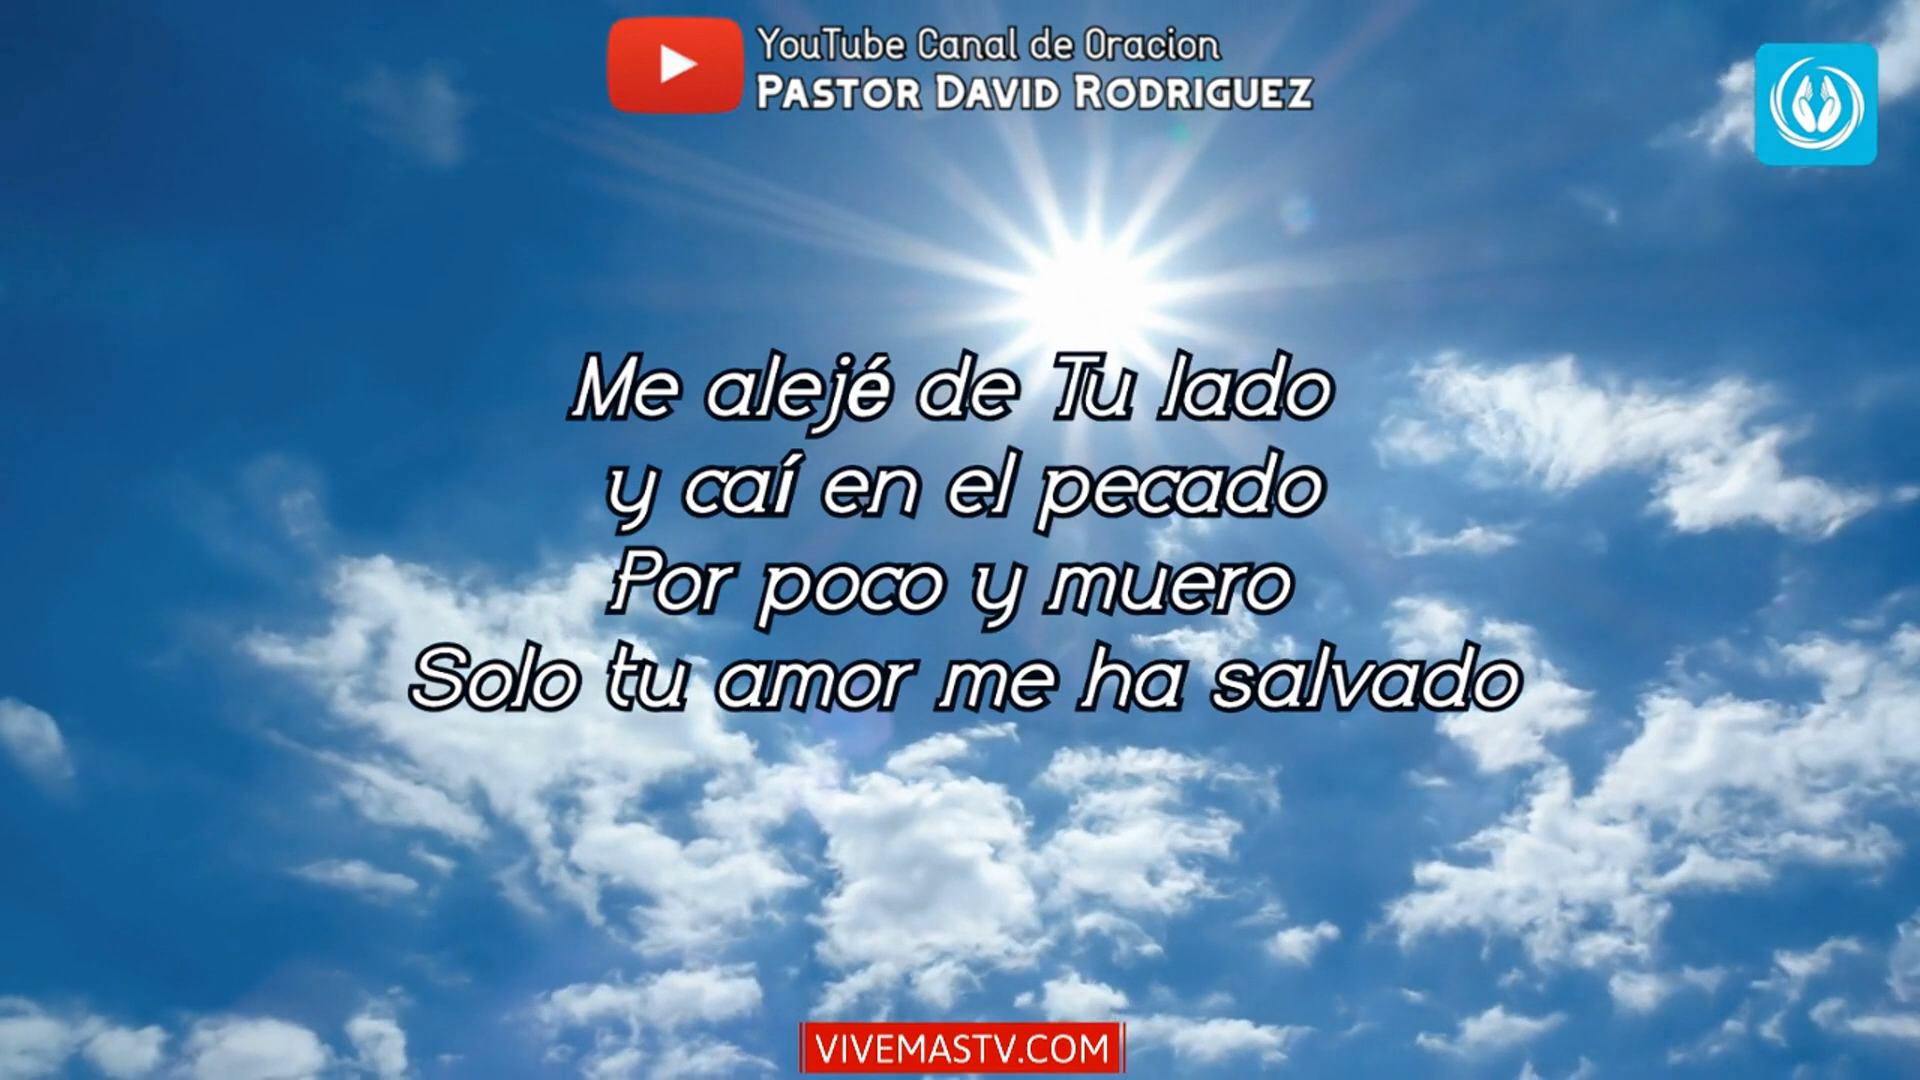 YouTube Canal de Oracion
PASTOR DAVID RODRIGUEZ
Me alejé de Tu lado
y caí en el pecado
Por poco y muero
Solo tu amor me ha salvado
VIVEMASTV.COM